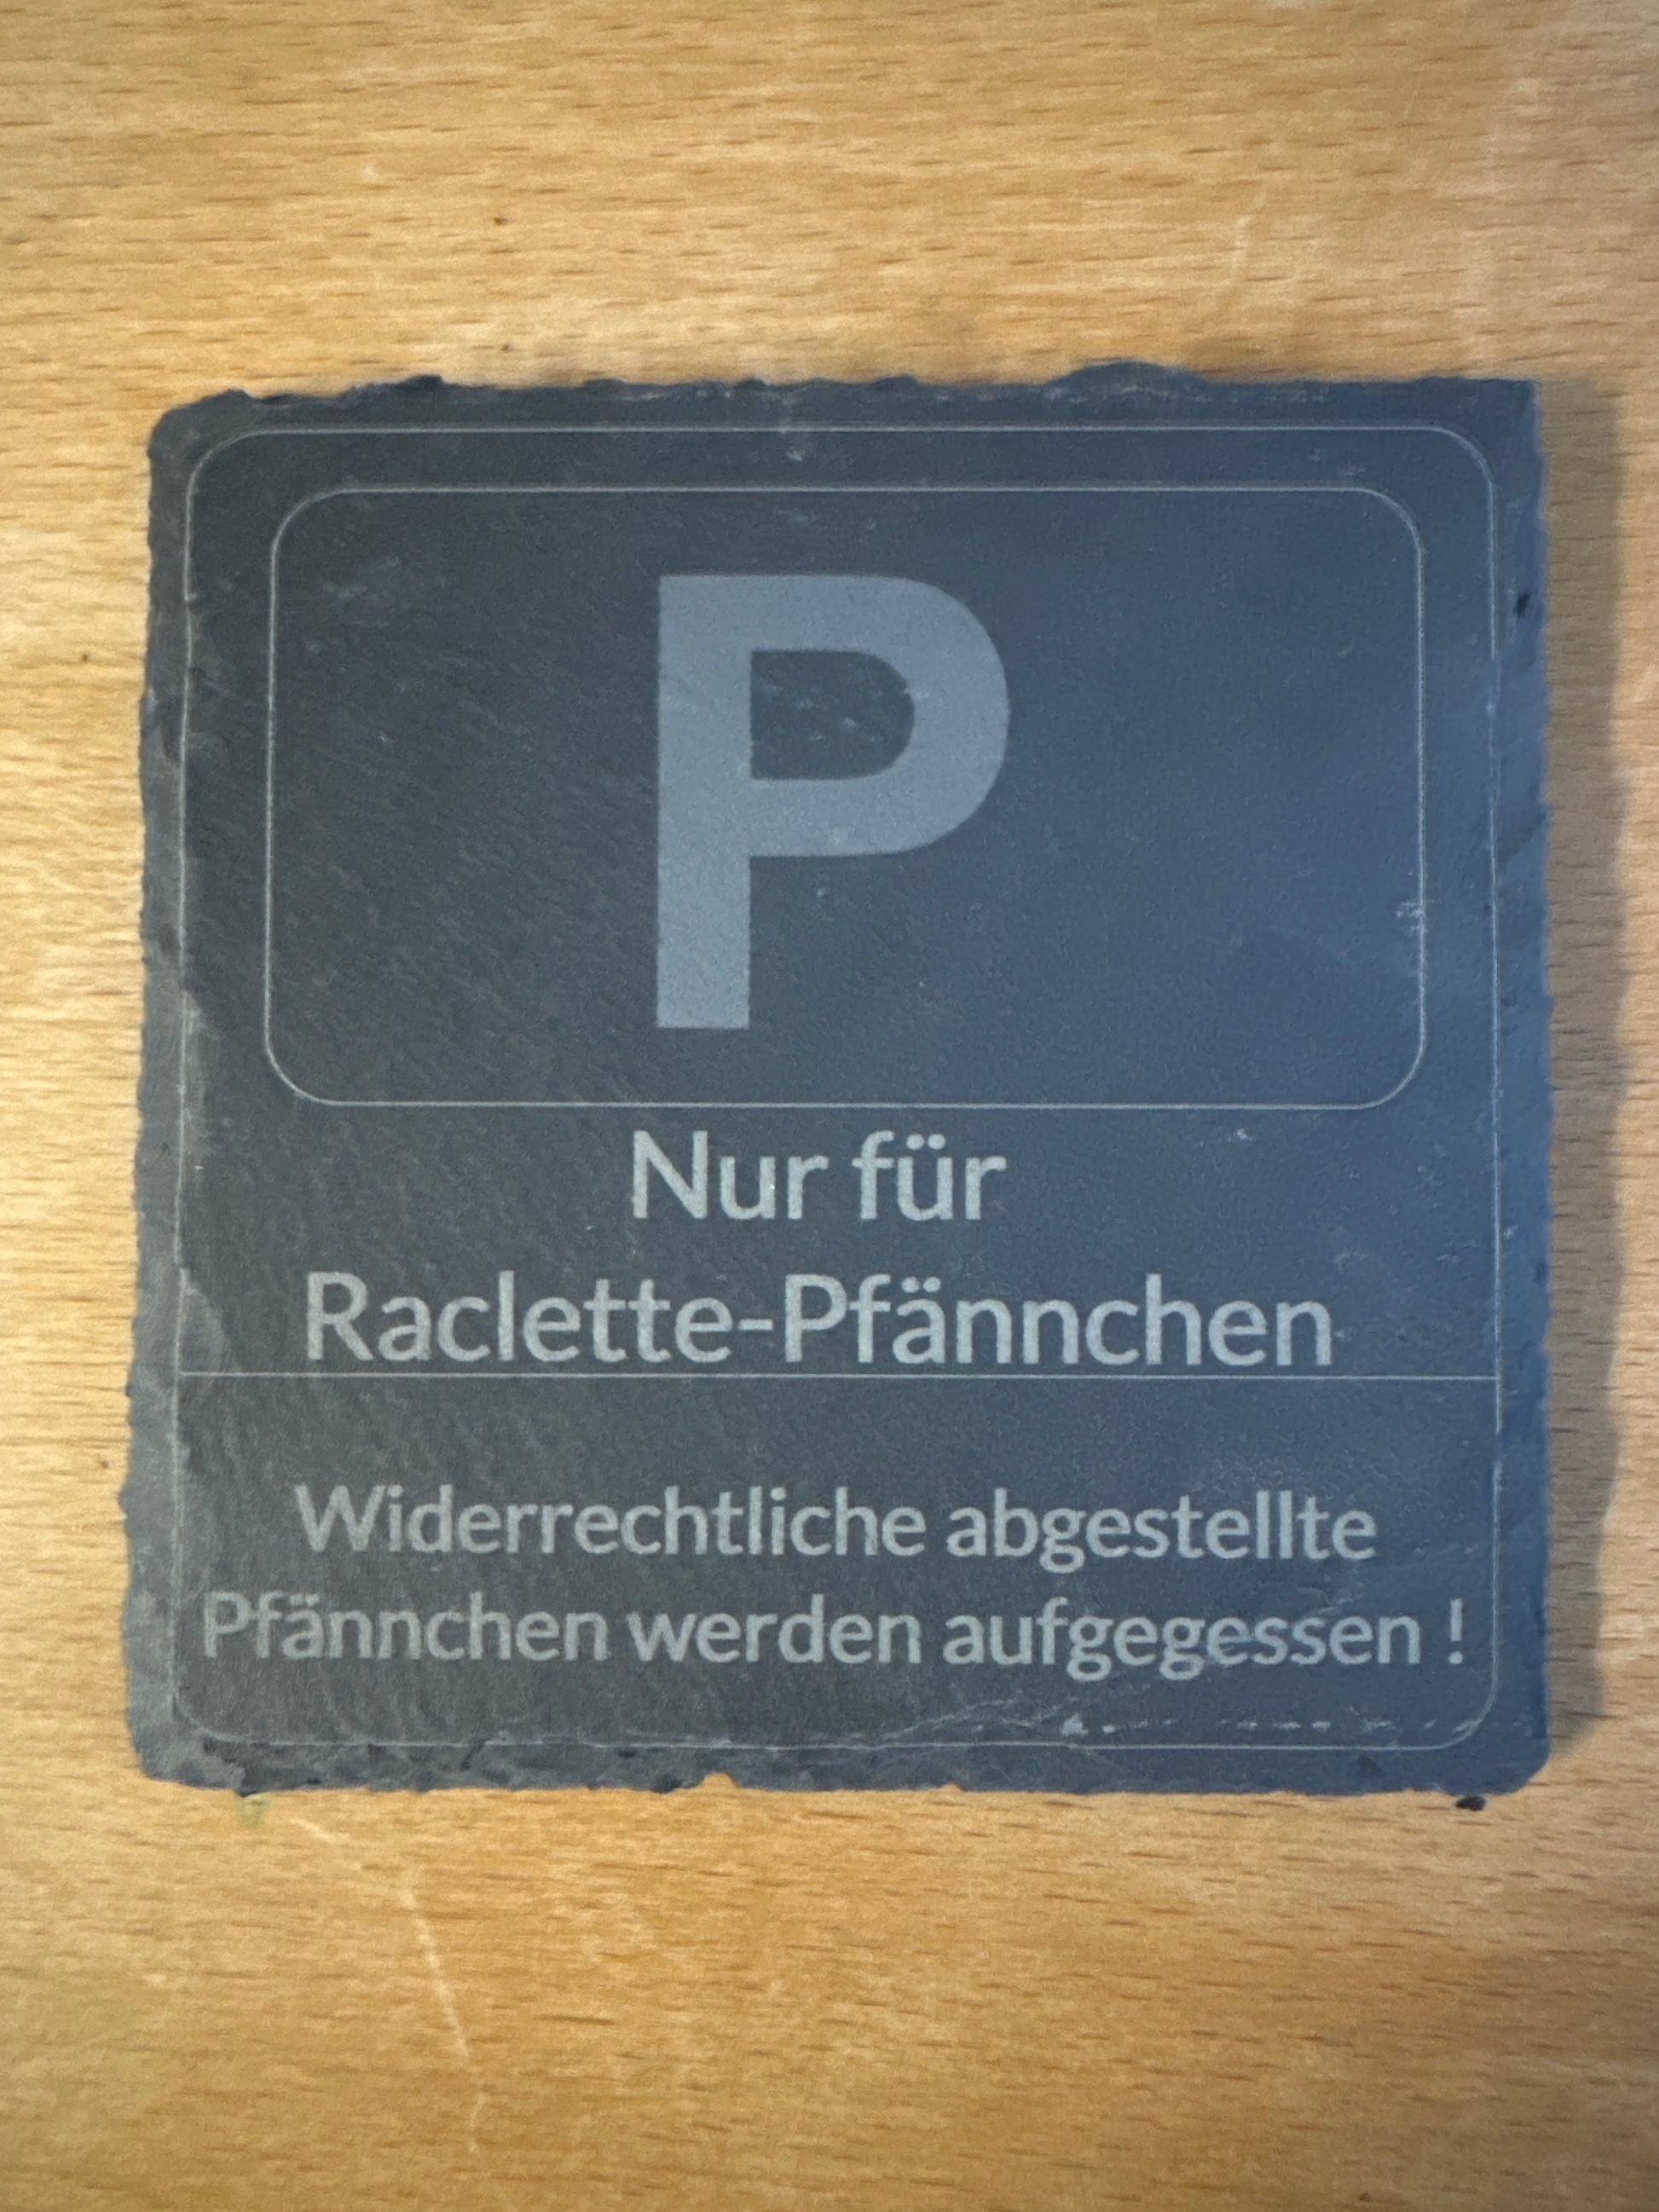 P
Nur für
Raclette-Pfännchen
Widerrechtliche abgestellte
Pfännchen werden aufgegessen !